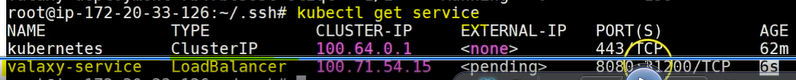 root@ip-172-20-33-126:~/.ssh# kubectl get service
NAME TYPE CLUSTER-IP EXTERNAL-IP PORT(S) AGE
kubernetes ClusterIP 100.64.0.1 <none> 443/TCP 62m
valaxy-service LoadBalancer 100.71.54.15 <pending> 8080:31200/TCP 6s